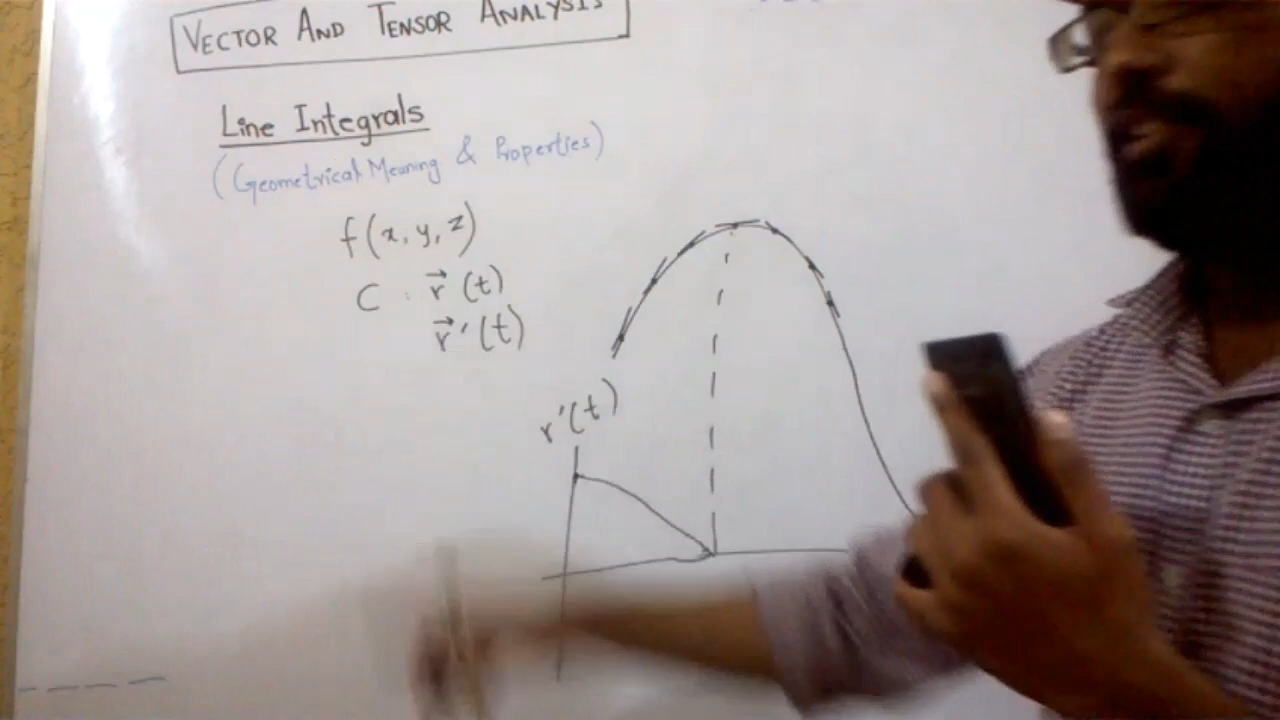 VECTOR AND TENSOR ANALYSIS
Line Integrals
(Geometrical Meaning & Properties)
f(x, y, z)
C : r⃗ (t)
r⃗ ′(t)
r′(t)